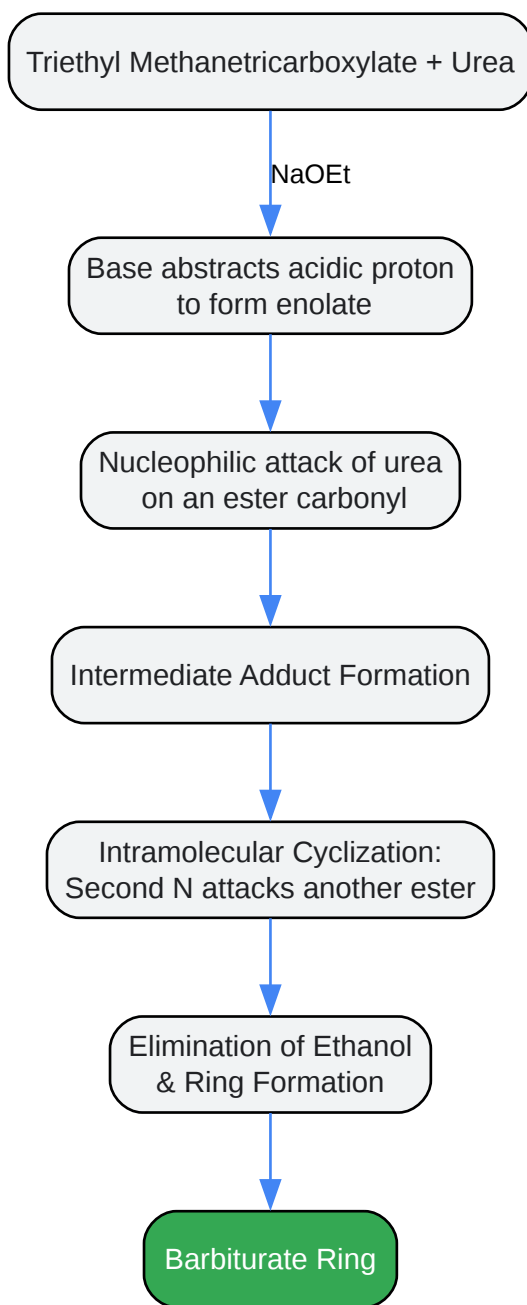 Triethyl Methanetricarboxylate + Urea
NaOEt
Base abstracts acidic proton
to form enolate
Nucleophilic attack of urea
on an ester carbonyl
Intermediate Adduct Formation
Intramolecular Cyclization:
Second N attacks another ester
Elimination of Ethanol
& Ring Formation
Barbiturate Ring